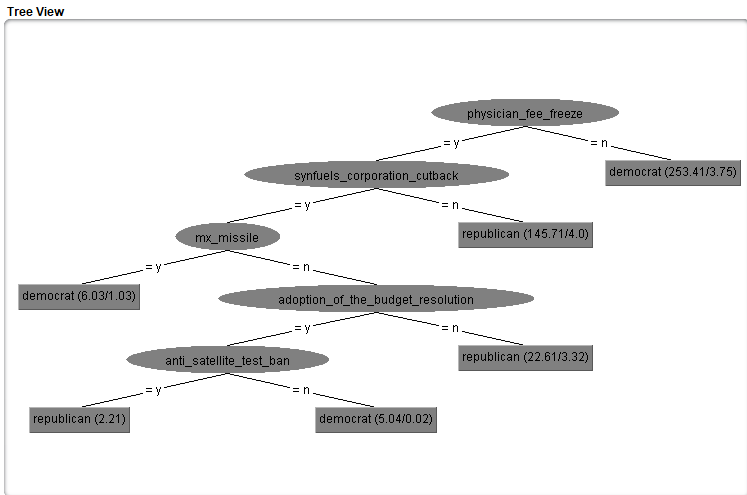 Tree View
physician_fee_freeze
= y
= n
synfuels_corporation_cutback
democrat (253.41/3.75)
= y
= n
mx_missile
republican (145.71/4.0)
= y
= n
democrat (6.03/1.03)
adoption_of_the_budget_resolution
= y
= n
anti_satellite_test_ban
republican (22.61/3.32)
= y
= n
republican (2.21)
democrat (5.04/0.02)